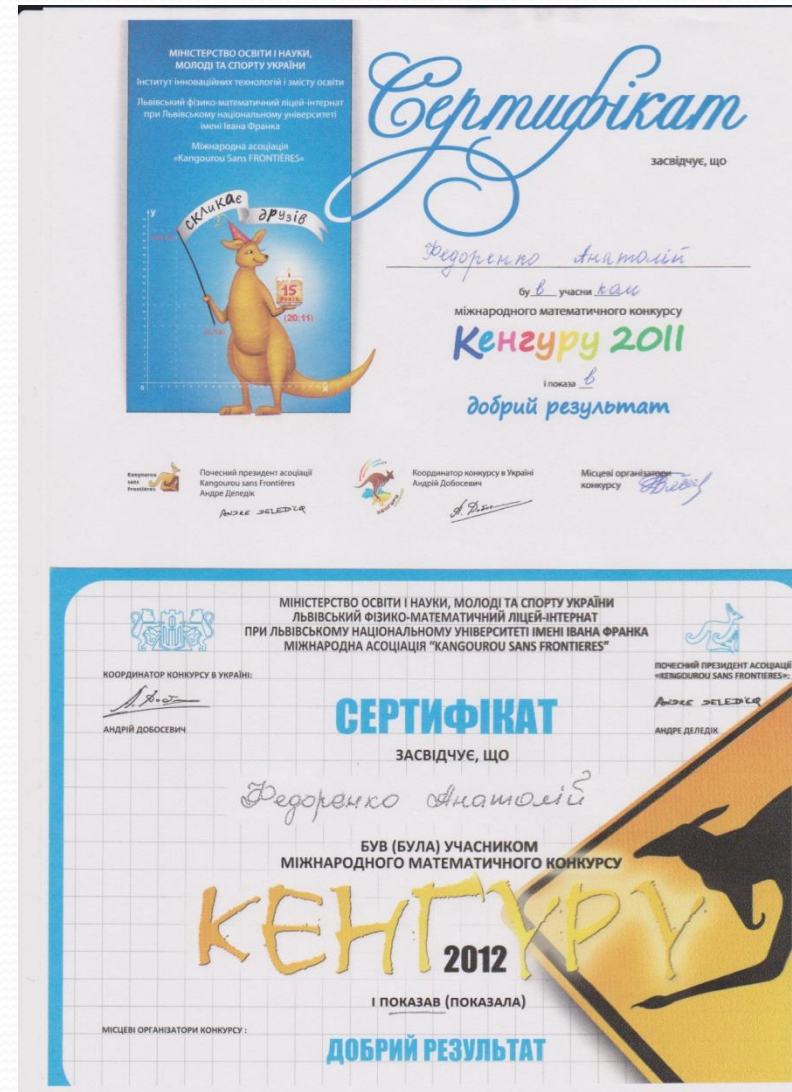 МІНІСТЕРСТВО ОСВІТИ І НАУКИ,
МОЛОДІ ТА СПОРТУ УКРАЇНИ
Інститут інноваційних технологій і змісту освіти
Львівський фізико-математичний ліцей-інтернат
при Львівському національному університеті
імені Івана Франка
Міжнародна асоціація
«Kangourou Sans FRONTIÈRES»
скликає друзів
y
15
років
(20;11)
0
x
Сертифікат
засвідчує, що
Федоренко Анатолій
був учасником
міжнародного математичного конкурсу
Кенгуру 2011
і показав
добрий результат
Kangourou
sans
Frontières
Почесний президент асоціації
Kangourou sans Frontières
Андре Деледік
ANDRE DELEDICQ
Координатор конкурсу в Україні
Андрій Добосевич
Місцеві організатори
конкурсу
МІНІСТЕРСТВО ОСВІТИ І НАУКИ, МОЛОДІ ТА СПОРТУ УКРАЇНИ
ЛЬВІВСЬКИЙ ФІЗИКО-МАТЕМАТИЧНИЙ ЛІЦЕЙ-ІНТЕРНАТ
ПРИ ЛЬВІВСЬКОМУ НАЦІОНАЛЬНОМУ УНІВЕРСИТЕТІ ІМЕНІ ІВАНА ФРАНКА
МІЖНАРОДНА АСОЦІАЦІЯ "KANGOUROU SANS FRONTIERES"
КООРДИНАТОР КОНКУРСУ В УКРАЇНІ:
АНДРІЙ ДОБОСЕВИЧ
ПОЧЕСНИЙ ПРЕЗИДЕНТ АСОЦІАЦІЇ
«KENGOUROU SANS FRONTIERES»:
ANDRE DELEDICQ
АНДРЕ ДЕЛЕДІК
СЕРТИФІКАТ
ЗАСВІДЧУЄ, ЩО
Федоренко Анатолій
БУВ (БУЛА) УЧАСНИКОМ
МІЖНАРОДНОГО МАТЕМАТИЧНОГО КОНКУРСУ
КЕНГУРУ
2012
І ПОКАЗАВ (ПОКАЗАЛА)
МІСЦЕВІ ОРГАНІЗАТОРИ КОНКУРСУ :
ДОБРИЙ РЕЗУЛЬТАТ